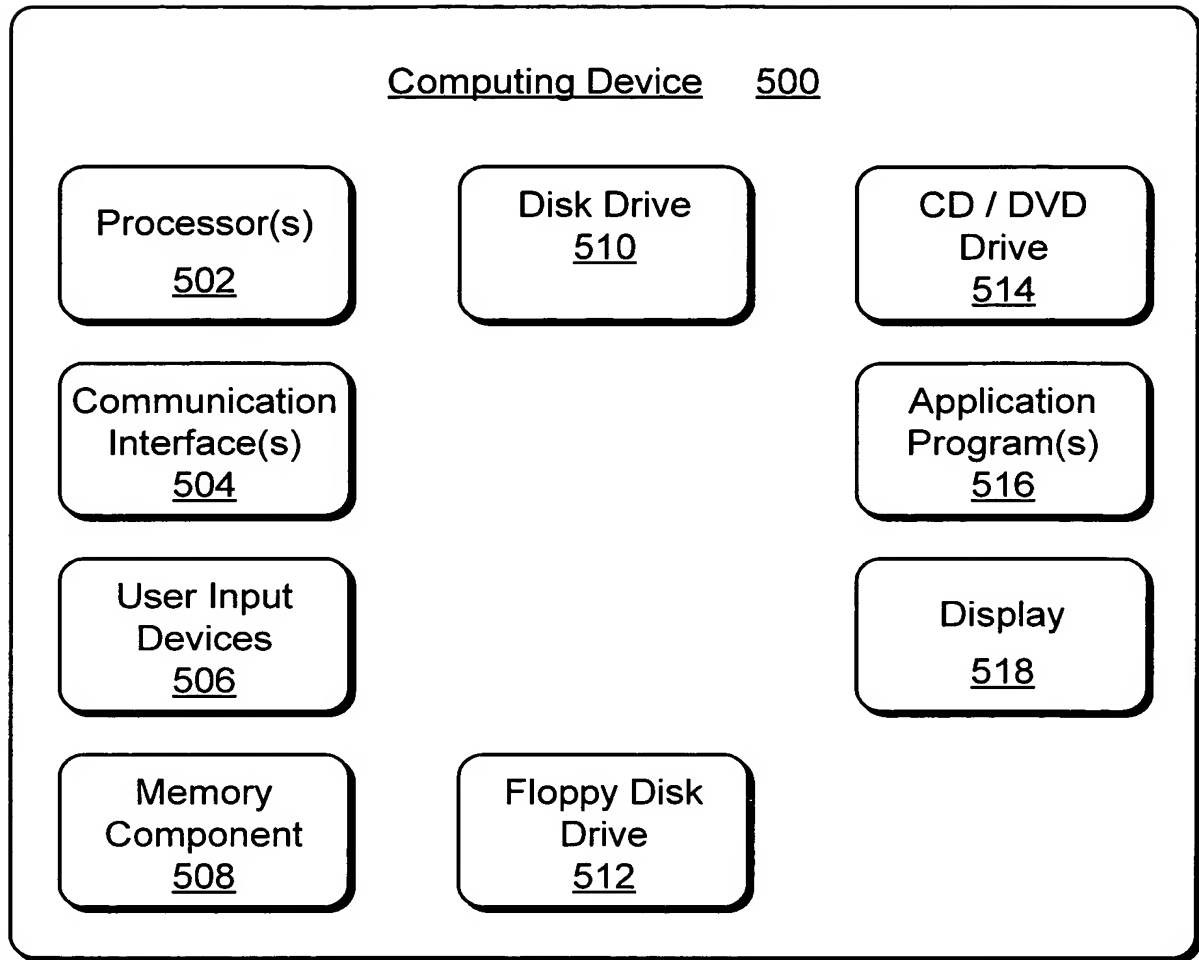 Computing Device 500
Processor(s)
502
Disk Drive
510
CD / DVD
Drive
514
Communication
Interface(s)
504
Application
Program(s)
516
User Input
Devices
506
Display
518
Memory
Component
508
Floppy Disk
Drive
512